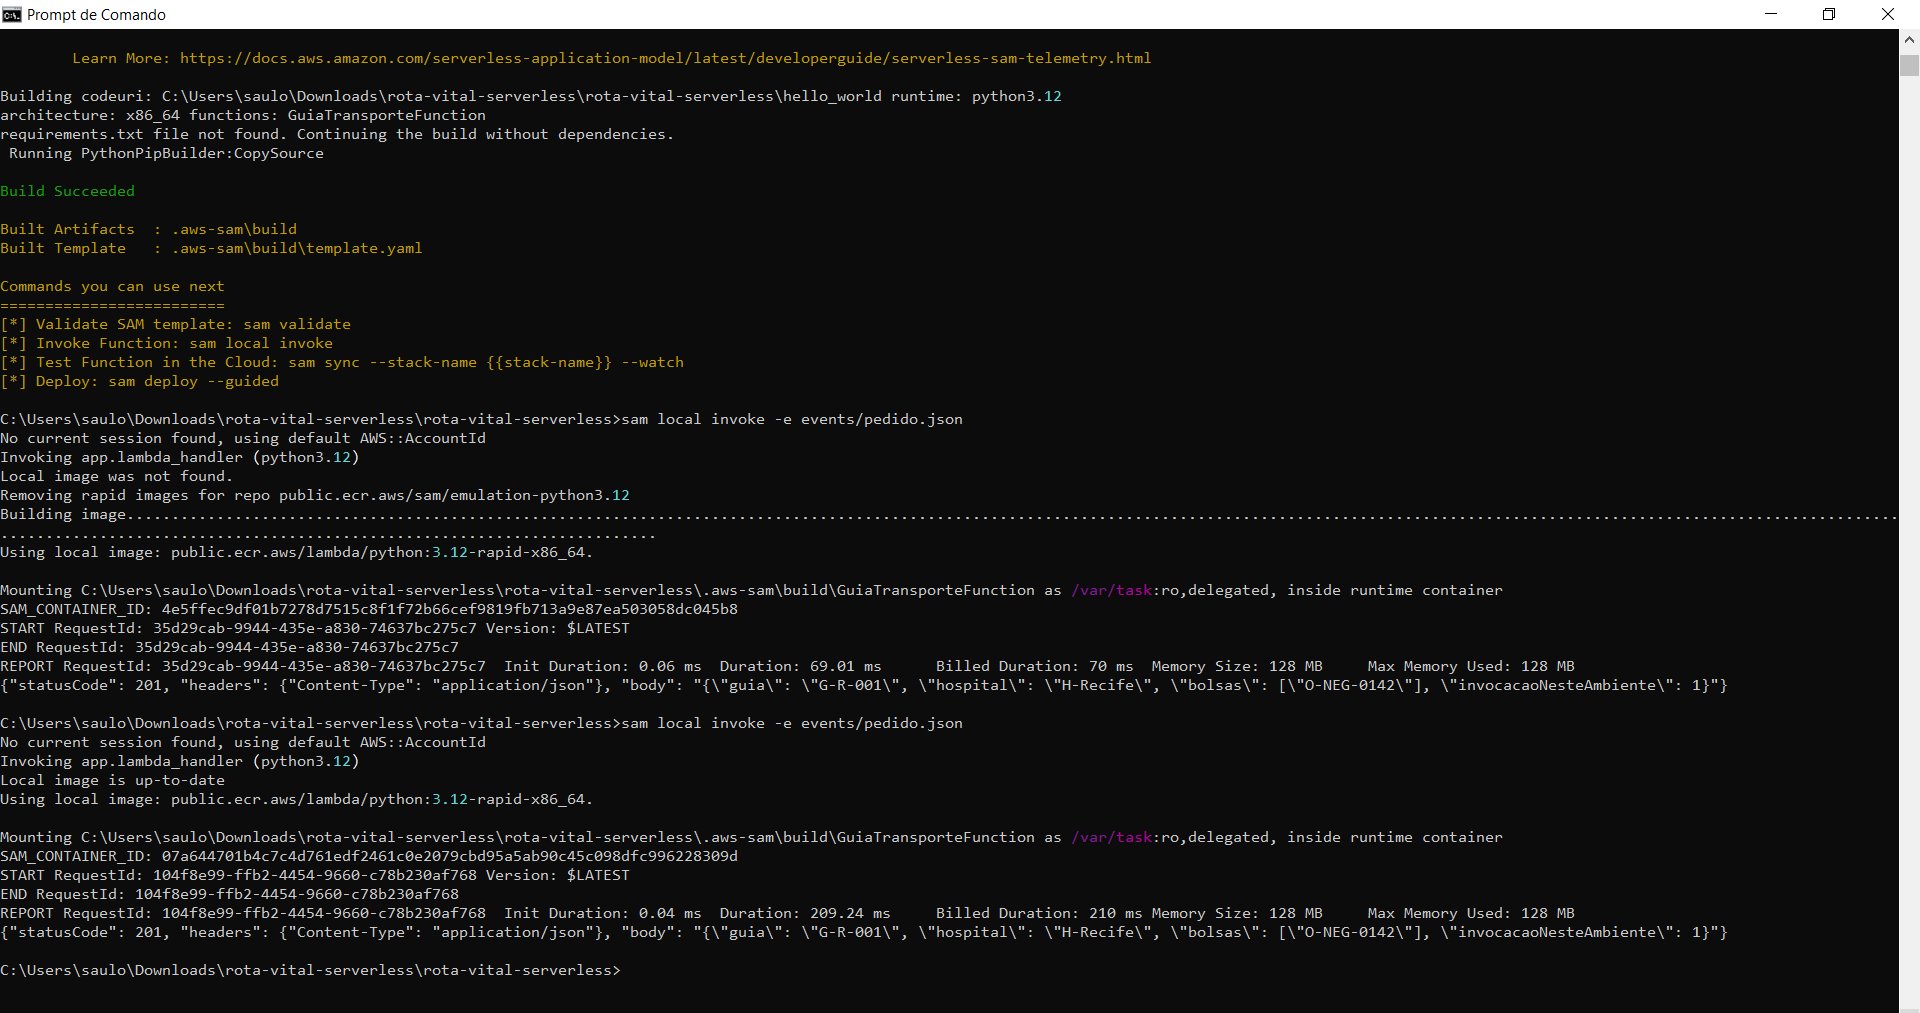 Prompt de Comando
Learn More: https://docs.aws.amazon.com/serverless-application-model/latest/developerguide/serverless-sam-telemetry.html
Building codeuri: C:\Users\saulo\Downloads\rota-vital-serverless\rota-vital-serverless\hello_world runtime: python3.12
architecture: x86_64 functions: GuiaTransporteFunction
requirements.txt file not found. Continuing the build without dependencies.
Running PythonPipBuilder:CopySource
Build Succeeded
Built Artifacts  : .aws-sam\build
Built Template   : .aws-sam\build\template.yaml
Commands you can use next
=========================
[*] Validate SAM template: sam validate
[*] Invoke Function: sam local invoke
[*] Test Function in the Cloud: sam sync --stack-name {{stack-name}} --watch
[*] Deploy: sam deploy --guided
C:\Users\saulo\Downloads\rota-vital-serverless\rota-vital-serverless>sam local invoke -e events/pedido.json
No current session found, using default AWS::AccountId
Invoking app.lambda_handler (python3.12)
Local image was not found.
Removing rapid images for repo public.ecr.aws/sam/emulation-python3.12
Building image.....................................................................................................................................................................................................
.........................................................................
Using local image: public.ecr.aws/lambda/python:3.12-rapid-x86_64.
Mounting C:\Users\saulo\Downloads\rota-vital-serverless\rota-vital-serverless\.aws-sam\build\GuiaTransporteFunction as /var/task:ro,delegated, inside runtime container
SAM_CONTAINER_ID: 4e5ffec9df01b7278d7515c8f1f72b66cef9819fb713a9e87ea503058dc045b8
START RequestId: 35d29cab-9944-435e-a830-74637bc275c7 Version: $LATEST
END RequestId: 35d29cab-9944-435e-a830-74637bc275c7
REPORT RequestId: 35d29cab-9944-435e-a830-74637bc275c7  Init Duration: 0.06 ms  Duration: 69.01 ms      Billed Duration: 70 ms  Memory Size: 128 MB     Max Memory Used: 128 MB
{"statusCode": 201, "headers": {"Content-Type": "application/json"}, "body": "{\"guia\": \"G-R-001\", \"hospital\": \"H-Recife\", \"bolsas\": [\"O-NEG-0142\"], \"invocacaoNesteAmbiente\": 1}"}
C:\Users\saulo\Downloads\rota-vital-serverless\rota-vital-serverless>sam local invoke -e events/pedido.json
No current session found, using default AWS::AccountId
Invoking app.lambda_handler (python3.12)
Local image is up-to-date
Using local image: public.ecr.aws/lambda/python:3.12-rapid-x86_64.
Mounting C:\Users\saulo\Downloads\rota-vital-serverless\rota-vital-serverless\.aws-sam\build\GuiaTransporteFunction as /var/task:ro,delegated, inside runtime container
SAM_CONTAINER_ID: 07a644701b4c7c4d761edf2461c0e2079cbd95a5ab90c45c098dfc996228309d
START RequestId: 104f8e99-ffb2-4454-9660-c78b230af768 Version: $LATEST
END RequestId: 104f8e99-ffb2-4454-9660-c78b230af768
REPORT RequestId: 104f8e99-ffb2-4454-9660-c78b230af768  Init Duration: 0.04 ms  Duration: 209.24 ms     Billed Duration: 210 ms Memory Size: 128 MB     Max Memory Used: 128 MB
{"statusCode": 201, "headers": {"Content-Type": "application/json"}, "body": "{\"guia\": \"G-R-001\", \"hospital\": \"H-Recife\", \"bolsas\": [\"O-NEG-0142\"], \"invocacaoNesteAmbiente\": 1}"}
C:\Users\saulo\Downloads\rota-vital-serverless\rota-vital-serverless>